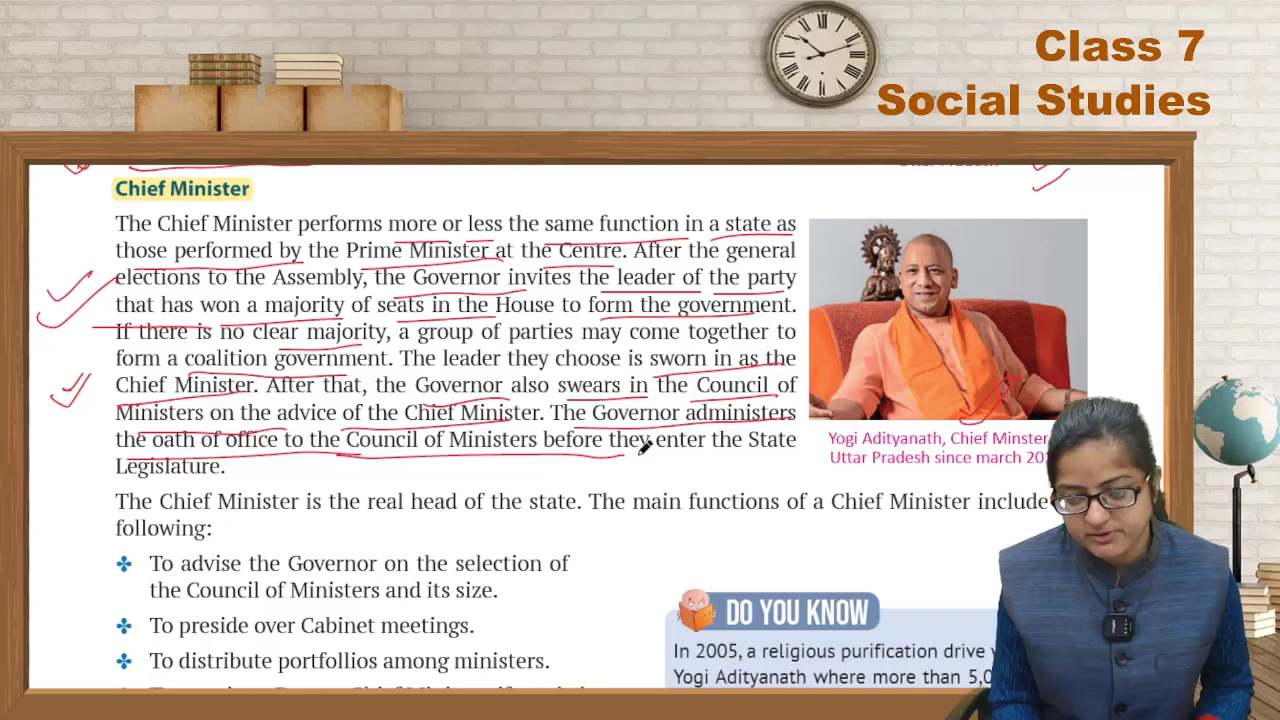 Class 7
Social Studies
Chief Minister
The Chief Minister performs more or less the same function in a state as
those performed by the Prime Minister at the Centre. After the general
elections to the Assembly, the Governor invites the leader of the party
that has won a majority of seats in the House to form the government.
If there is no clear majority, a group of parties may come together to
form a coalition government. The leader they choose is sworn in as the
Chief Minister. After that, the Governor also swears in the Council of
Ministers on the advice of the Chief Minister. The Governor administers
the oath of office to the Council of Ministers before they enter the State
Legislature.
Yogi Adityanath, Chief Minster
Uttar Pradesh since march
The Chief Minister is the real head of the state. The main functions of a Chief Minister include
following:
To advise the Governor on the selection of
the Council of Ministers and its size.
To preside over Cabinet meetings.
To distribute portfollios among ministers.
DO YOU KNOW
In 2005, a religious purification drive
Yogi Adityanath where more than